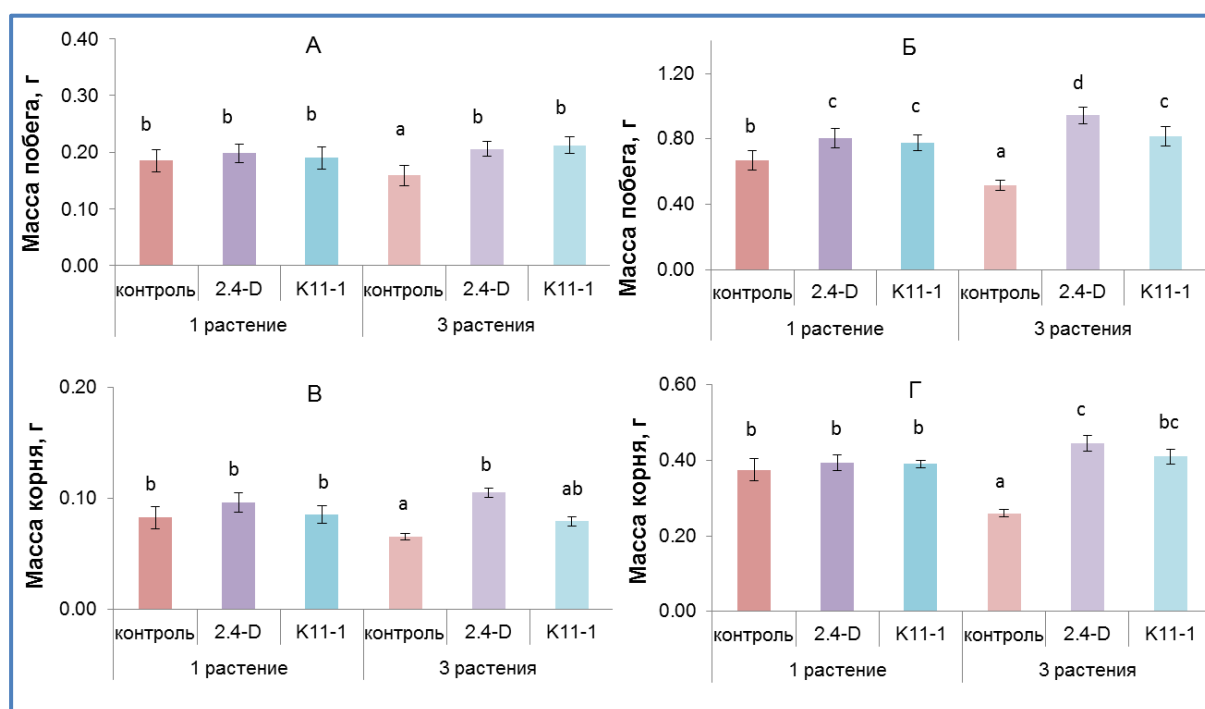 А
Масса побега, г
0.40
0.30
0.20
0.10
0.00
b b b a b b
контроль 2.4-D K11-1 контроль 2.4-D K11-1
1 растение 3 растения
Б
Масса побега, г
1.20
0.80
0.40
0.00
b c c a d c
контроль 2.4-D K11-1 контроль 2.4-D K11-1
1 растение 3 растения
В
Масса корня, г
0.20
0.10
0.00
b b b a b ab
контроль 2.4-D K11-1 контроль 2.4-D K11-1
1 растение 3 растения
Г
Масса корня, г
0.60
0.40
0.20
0.00
b b b a c bc
контроль 2.4-D K11-1 контроль 2.4-D K11-1
1 растение 3 растения